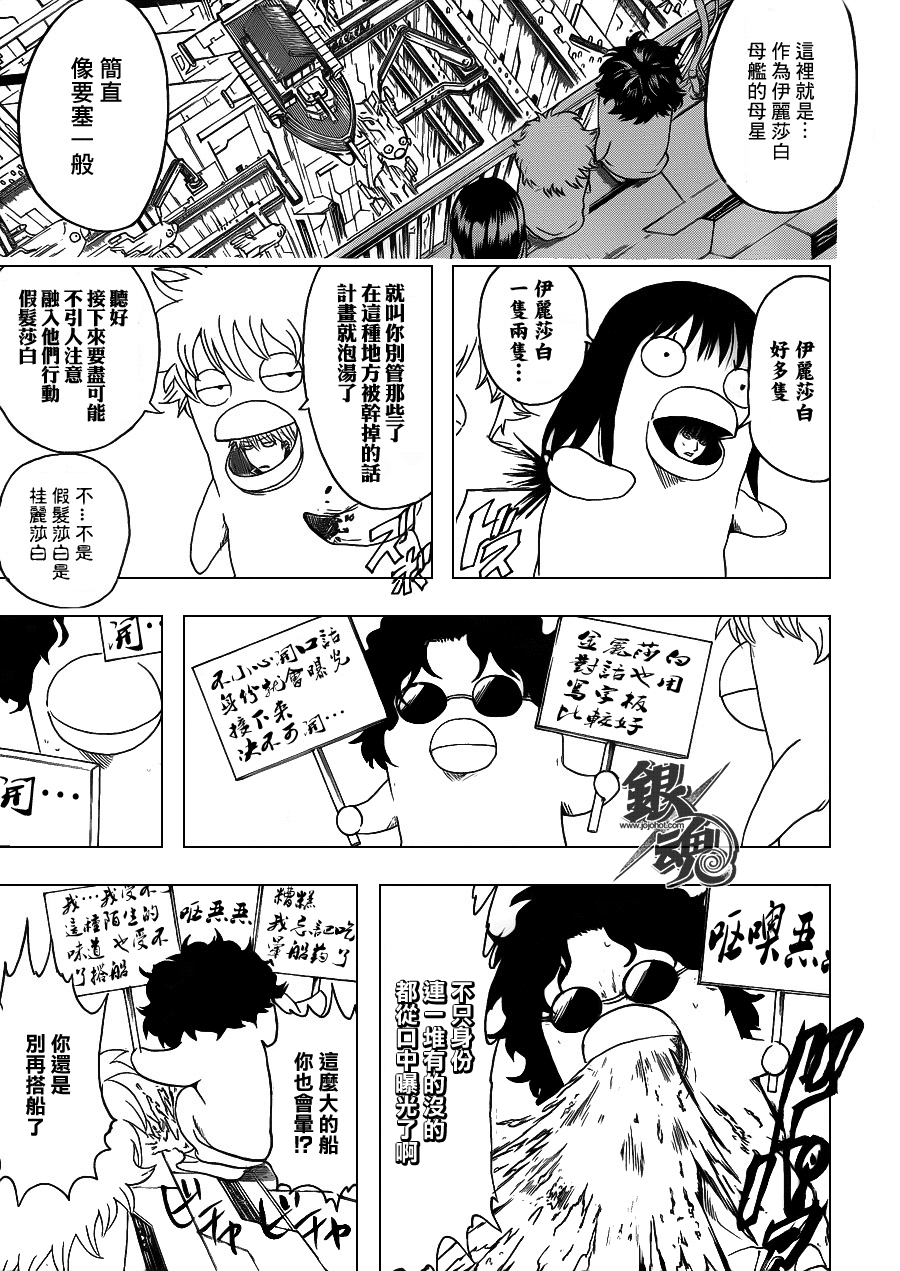 這裡就是…
作為伊麗莎白
母艦的母星
簡直
像要塞一般
伊麗莎白
好多隻
伊麗莎白
一隻兩隻…
就叫你別管那些了
在這種地方被幹掉的話
計畫就泡湯了
聽好
接下來要盡可能
不引人注意
融入他們行動
假髮莎白
不…不是
假髮莎白是
桂麗莎白
金麗莎白
對話也用
寫字板
比較好
不小心開口話
身份就會曝光
接下來
決不可開…
開…
開…
嘔噢吾
不只身份
連一堆有的沒的
都從口中曝光了啊
糟糕
我忘記吃
暈船藥了
嘔吾吾
我…我受不
這種陌生的
味道 也受不
了搭船
這麼大的船
你也會暈!?
你還是
別再搭船了
銀魂
www.jojohot.com